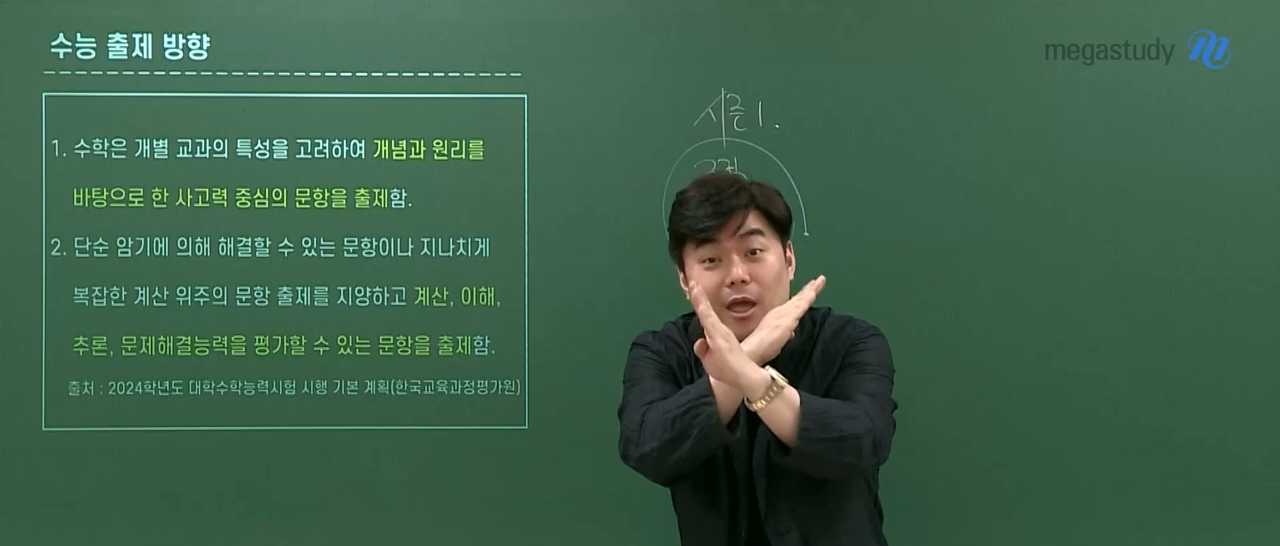 수능 출제 방향
megastudy
1. 수학은 개별 교과의 특성을 고려하여 개념과 원리를
바탕으로 한 사고력 중심의 문항을 출제함.
2. 단순 암기에 의해 해결할 수 있는 문항이나 지나치게
복잡한 계산 위주의 문항 출제를 지양하고 계산, 이해,
추론, 문제해결능력을 평가할 수 있는 문항을 출제함.
출처 : 2024학년도 대학수학능력시험 시행 기본 계획(한국교육과정평가원)
시즌 1.